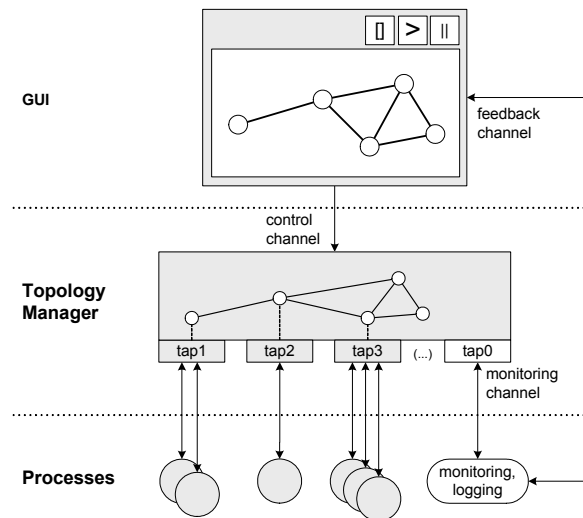 [] > ||
GUI
feedback
channel
control
channel
Topology
Manager
tap1 tap2 tap3 (...) tap0
monitoring
channel
Processes
monitoring,
logging